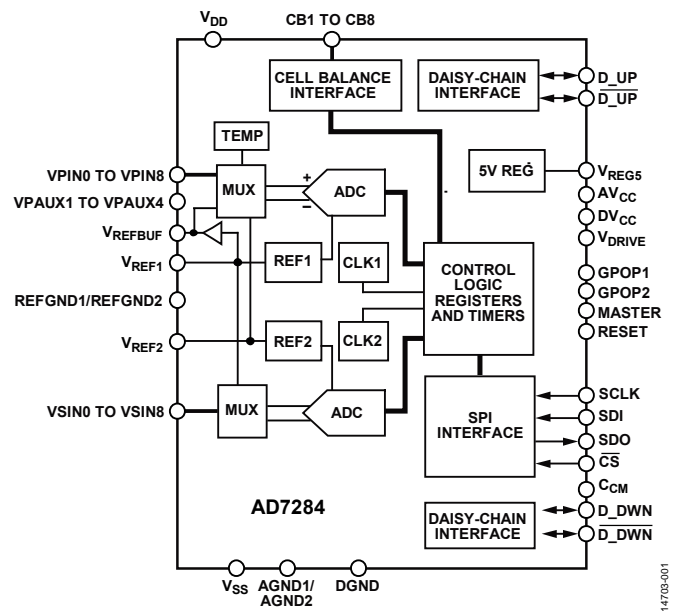 VDD
CB1 TO CB8
CELL BALANCE
INTERFACE
DAISY-CHAIN
INTERFACE
D_UP
D_UP
TEMP
VPIN0 TO VPIN8
MUX
+
–
ADC
5V REG
VREG5
VPAUX1 TO VPAUX4
AVCC
DVCC
VREFBUF
VDRIVE
VREF1
REF1
CLK1
CONTROL
LOGIC
REGISTERS
AND TIMERS
GPOP1
GPOP2
REFGND1/REFGND2
MASTER
RESET
VREF2
REF2
CLK2
VSIN0 TO VSIN8
MUX
ADC
SPI
INTERFACE
SCLK
SDI
SDO
CS
CCM
AD7284
DAISY-CHAIN
INTERFACE
D_DWN
D_DWN
VSS
AGND1/
AGND2
DGND
14703-001